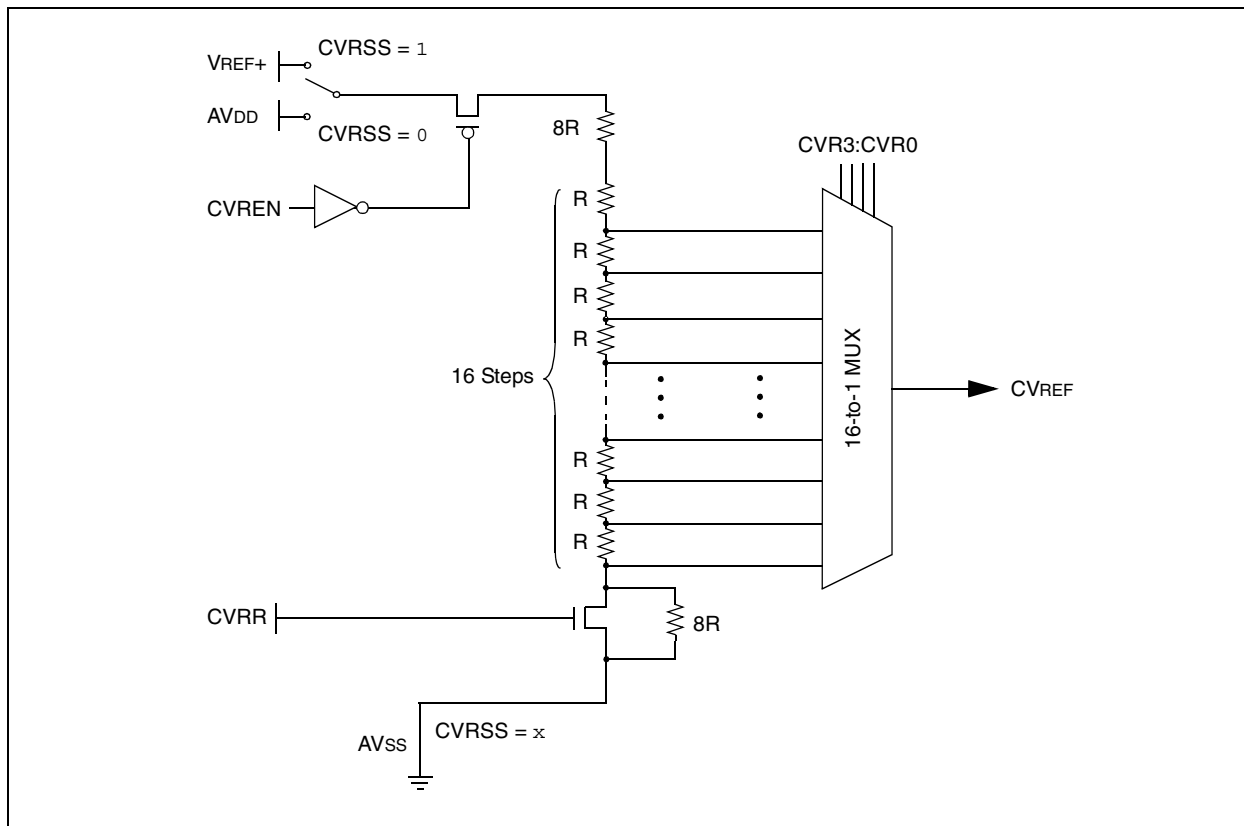 CVRSS = 1
VREF+
AVDD
CVRSS = 0
8R
CVR3:CVR0
CVREN
R
R
R
R
16 Steps
16-to-1 MUX
CVREF
R
R
R
CVRR
8R
CVRSS = x
AVSS